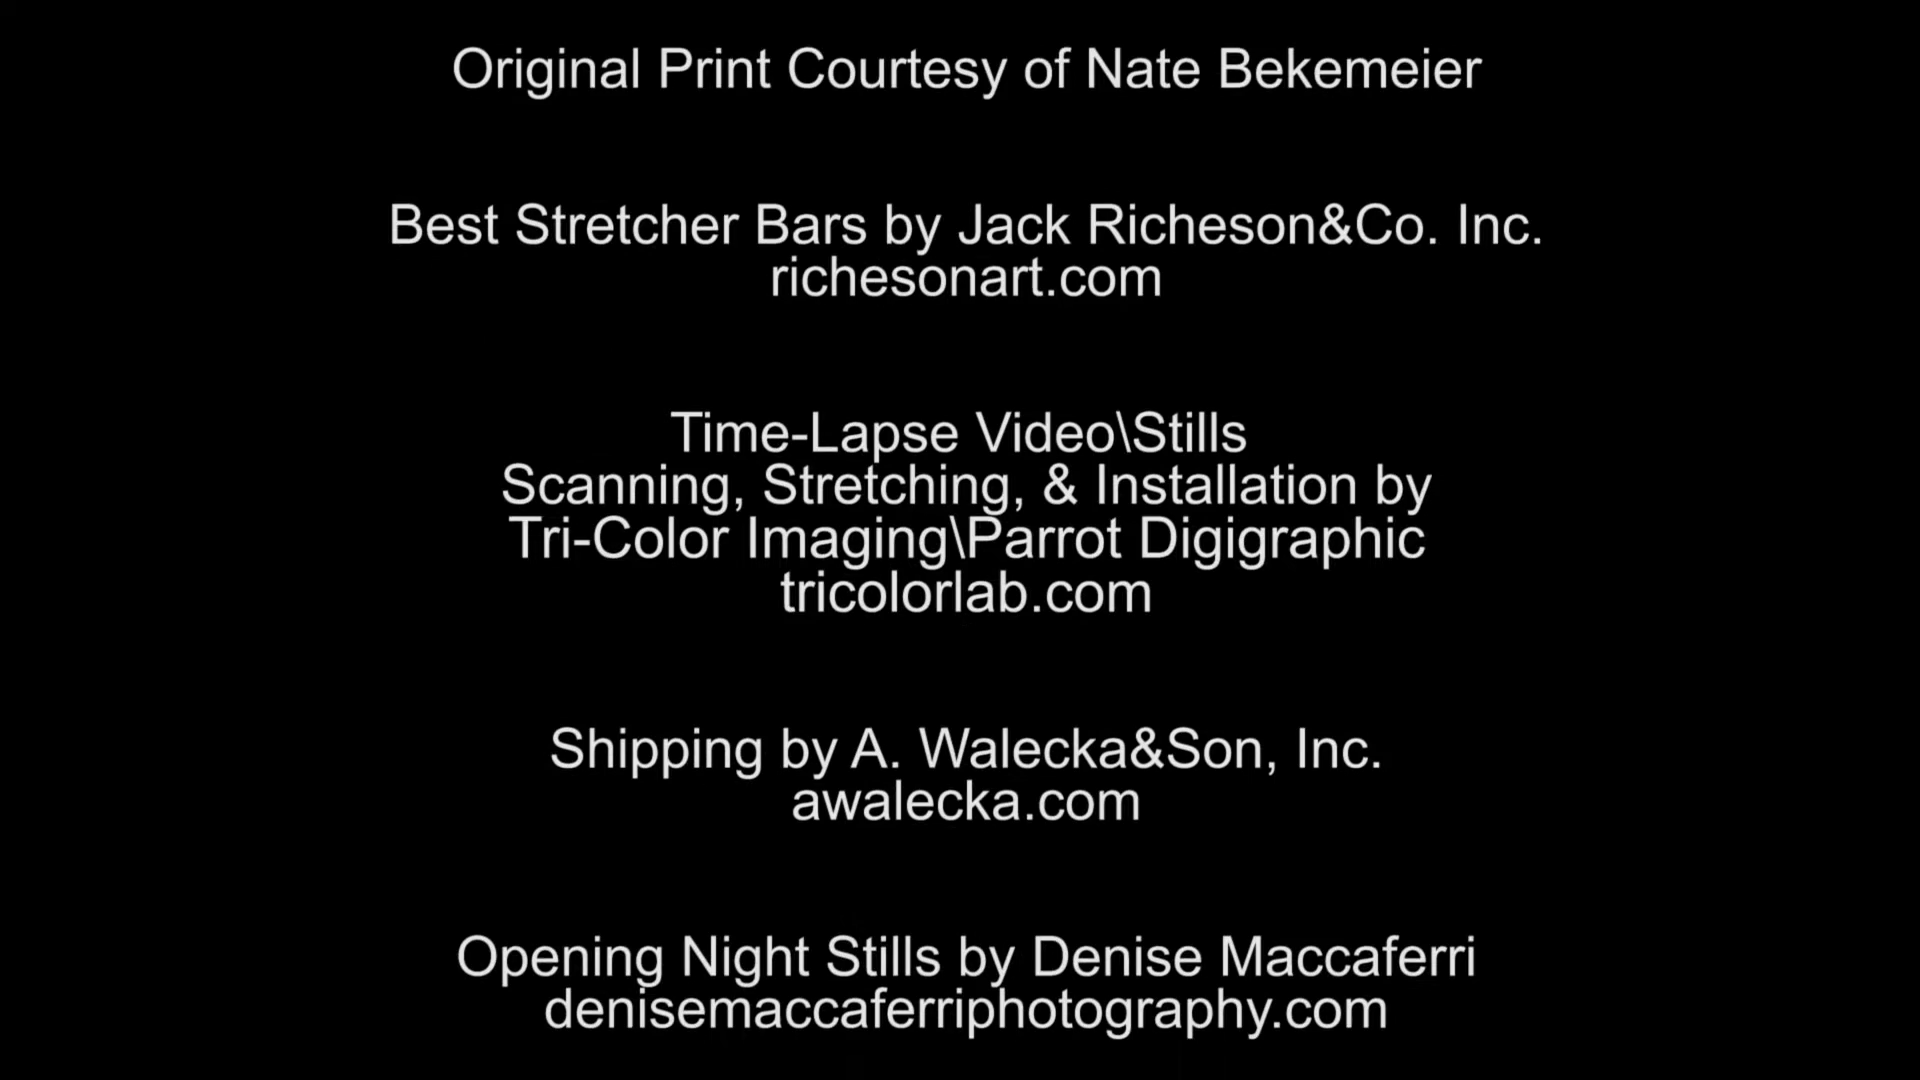 Original Print Courtesy of Nate Bekemeier
Best Stretcher Bars by Jack Richeson&Co. Inc.
richesonart.com
Time-Lapse Video\Stills
Scanning, Stretching, & Installation by
Tri-Color Imaging\Parrot Digigraphic
tricolorlab.com
Shipping by A. Walecka&Son, Inc.
awalecka.com
Opening Night Stills by Denise Maccaferri
denisemaccaferriphotography.com